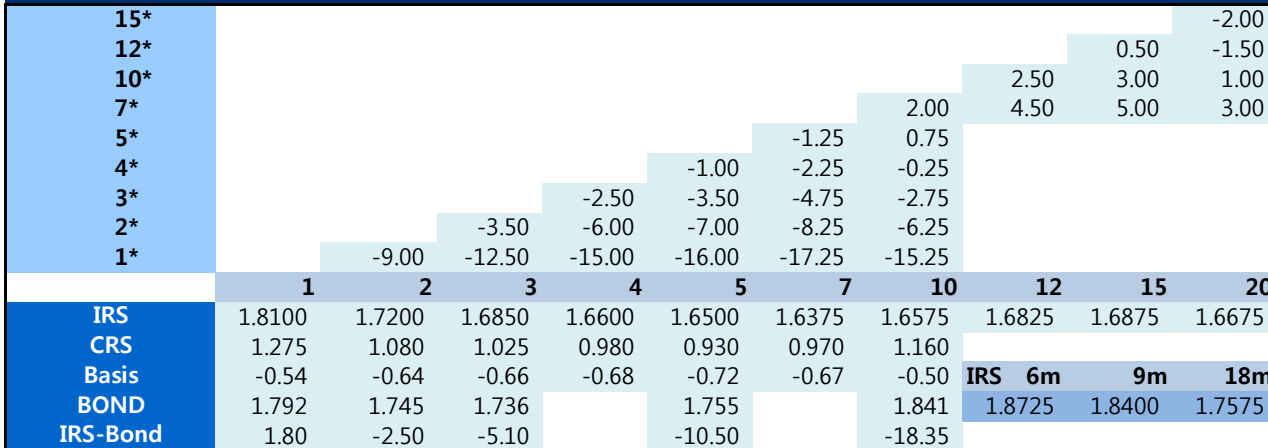 15* -2.00
12* 0.50 -1.50
10* 2.50 3.00 1.00
7* 2.00 4.50 5.00 3.00
5* -1.25 0.75
4* -1.00 -2.25 -0.25
3* -2.50 -3.50 -4.75 -2.75
2* -3.50 -6.00 -7.00 -8.25 -6.25
1* -9.00 -12.50 -15.00 -16.00 -17.25 -15.25
1 2 3 4 5 7 10 12 15 20
IRS 1.8100 1.7200 1.6850 1.6600 1.6500 1.6375 1.6575 1.6825 1.6875 1.6675
CRS 1.275 1.080 1.025 0.980 0.930 0.970 1.160
Basis -0.54 -0.64 -0.66 -0.68 -0.72 -0.67 -0.50 IRS 6m 9m 18m
BOND 1.792 1.745 1.736 1.755 1.841 1.8725 1.8400 1.7575
IRS-Bond 1.80 -2.50 -5.10 -10.50 -18.35